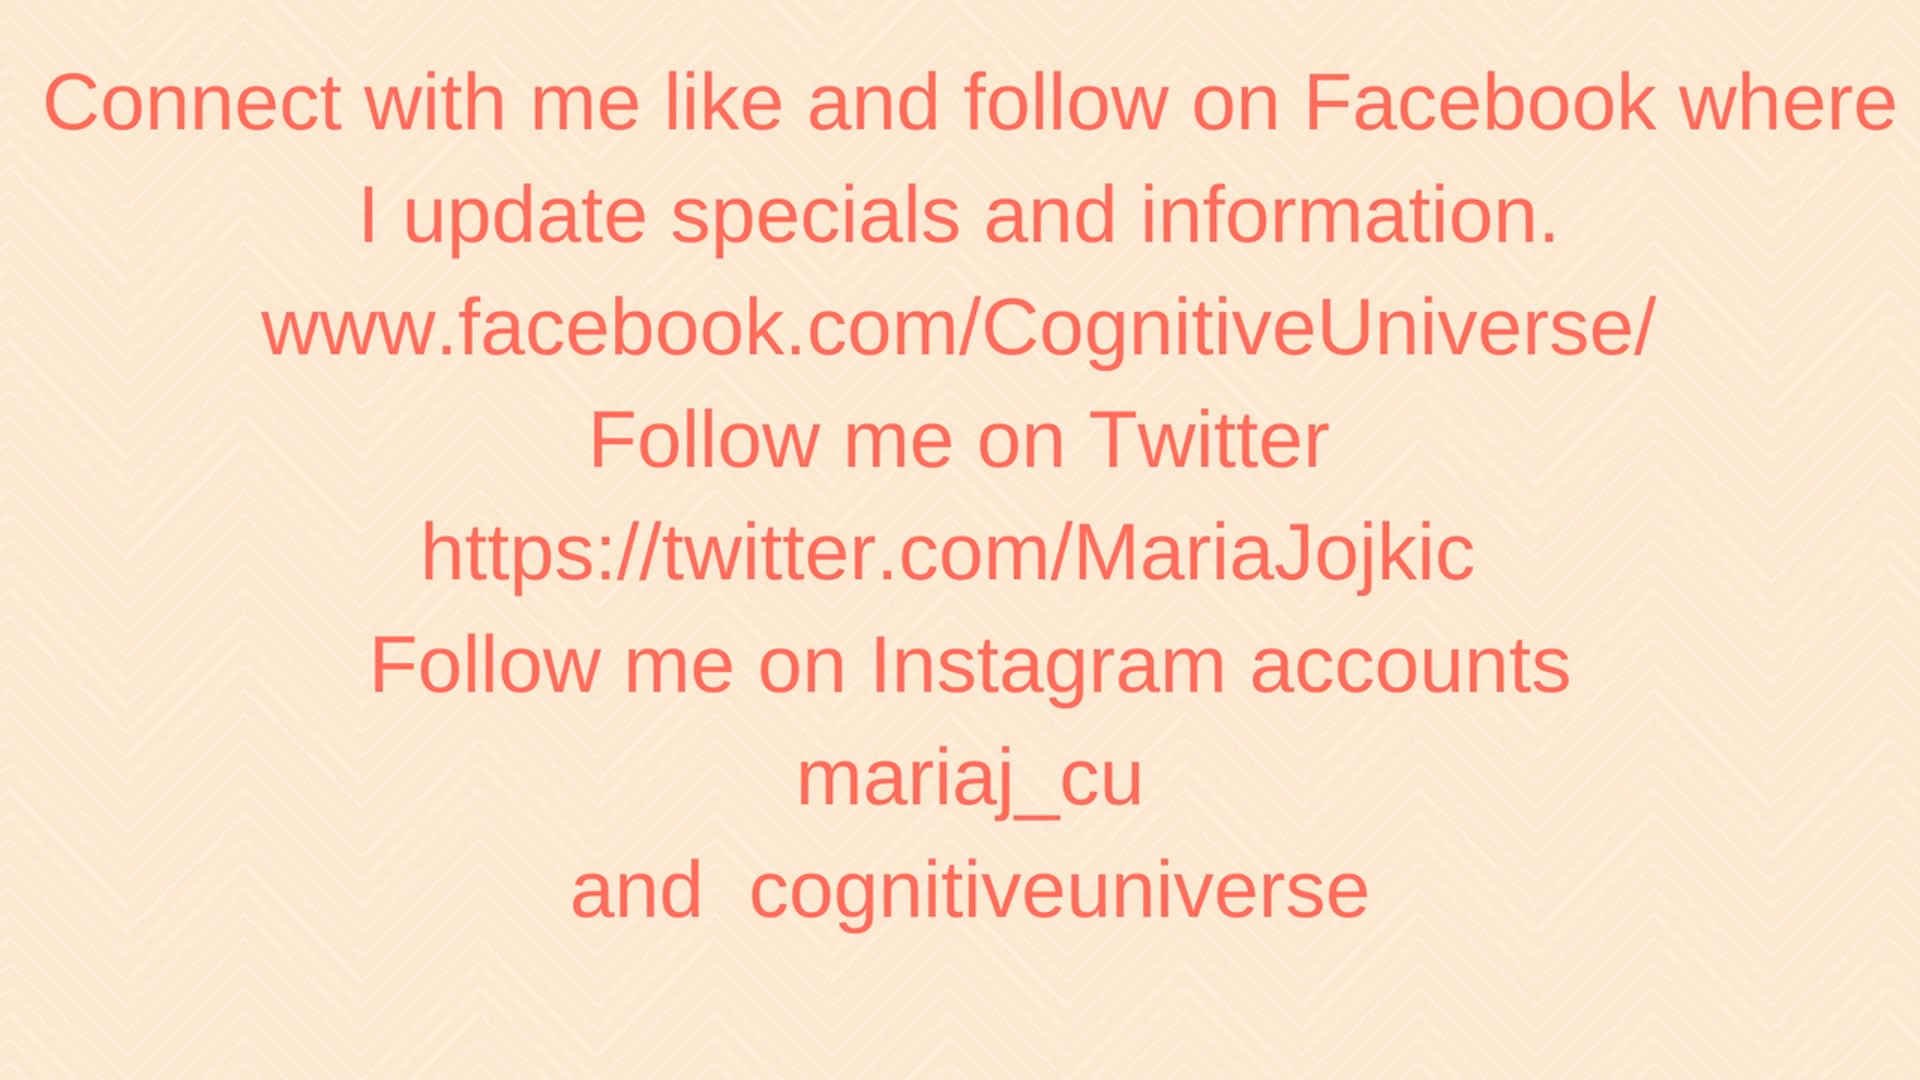 Connect with me like and follow on Facebook where
I update specials and information.
www.facebook.com/CognitiveUniverse/
Follow me on Twitter
https://twitter.com/MariaJojkic
Follow me on Instagram accounts
mariaj_cu
and  cognitiveuniverse